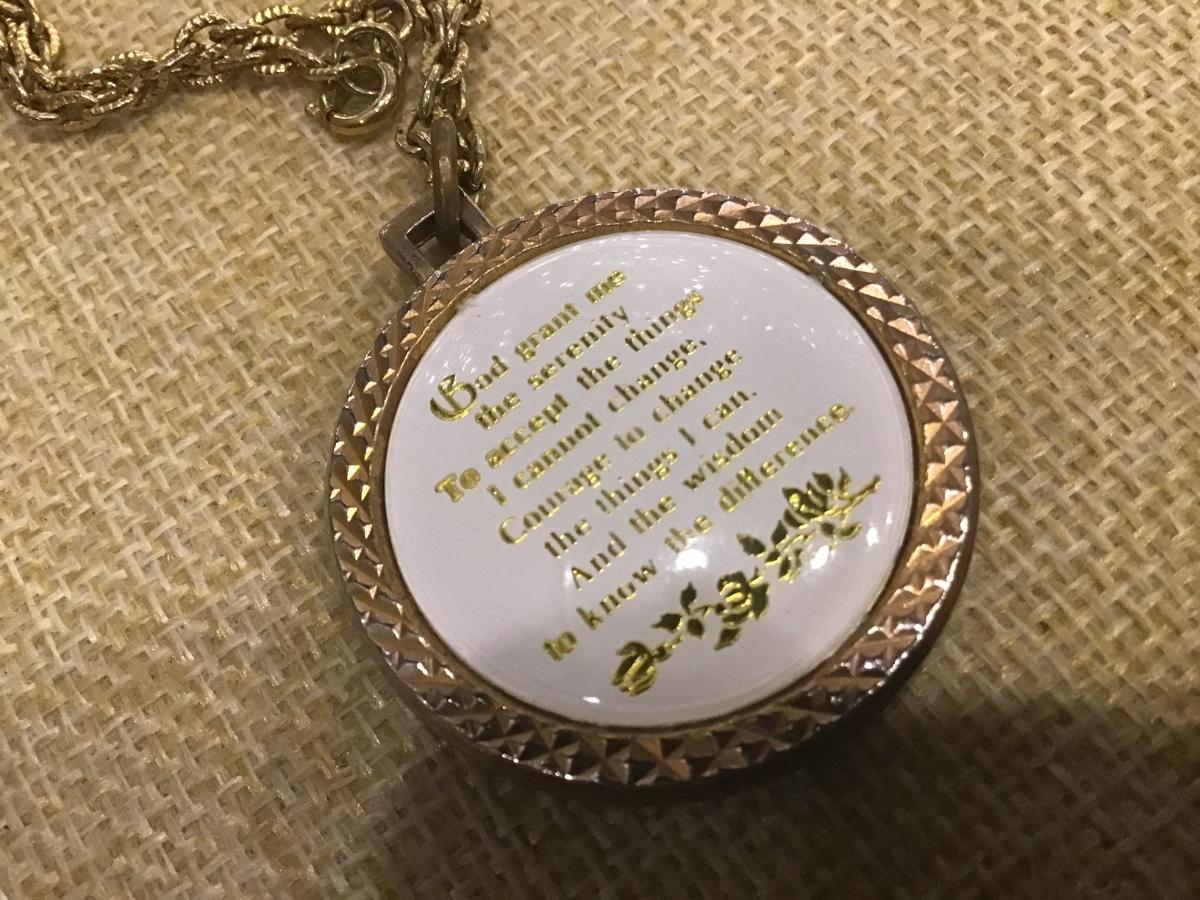 God grant me
the serenity
To accept the things
I cannot change,
Courage to change
the things I can.
And the wisdom
to know the difference.